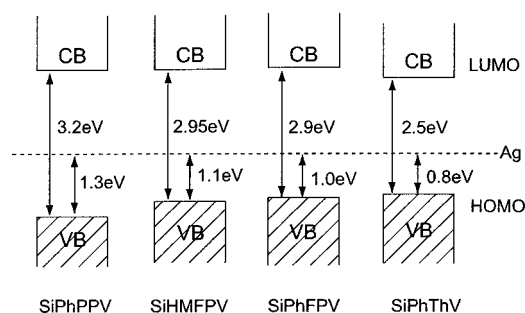 CB CB CB CB LUMO
3.2eV 2.95eV 2.9eV 2.5eV
Ag
1.3eV 1.1eV 1.0eV 0.8eV
HOMO
VB VB VB VB
SiPhPPV SiHMFPV SiPhFPV SiPhThV